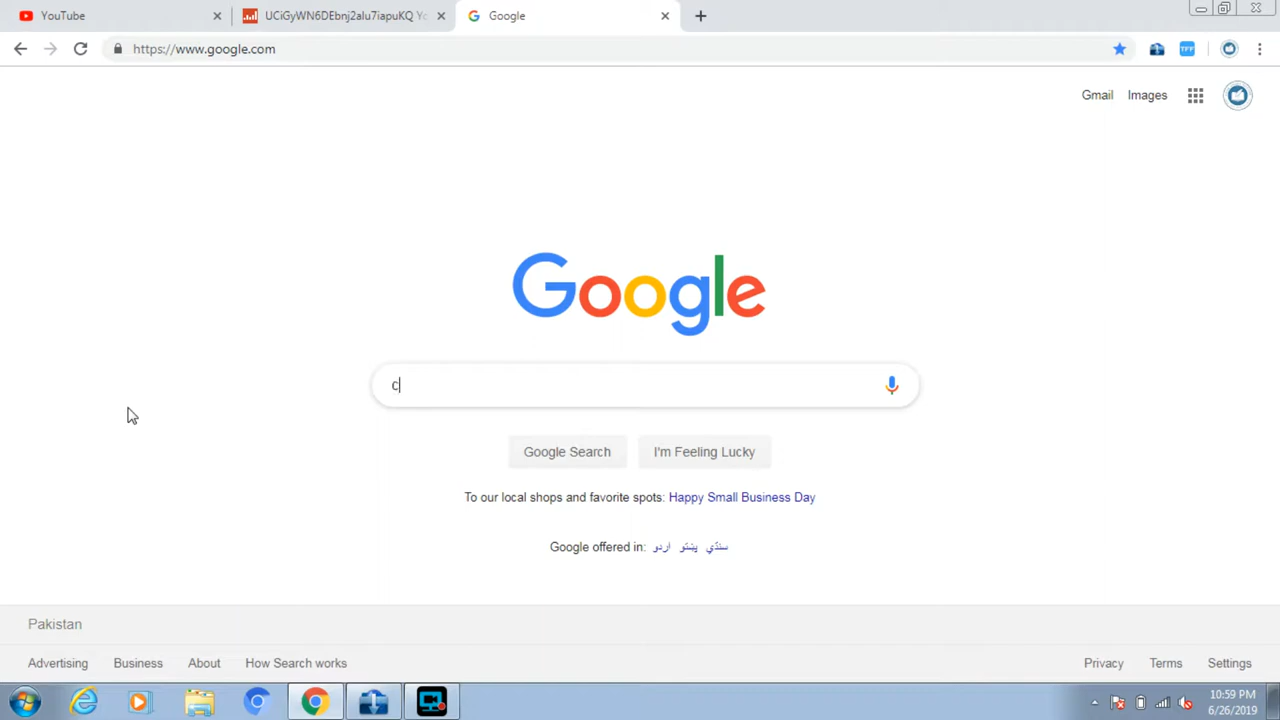 YouTube
UCiGyWN6DEbnj2alu7iapuKQ Yo
Google
https://www.google.com
TFF
Gmail Images
Google
c
Google Search I'm Feeling Lucky
To our local shops and favorite spots: Happy Small Business Day
Google offered in: اردو پښتو سنڌي
Pakistan
Advertising Business About How Search works Privacy Terms Settings
10:59 PM
6/26/2019